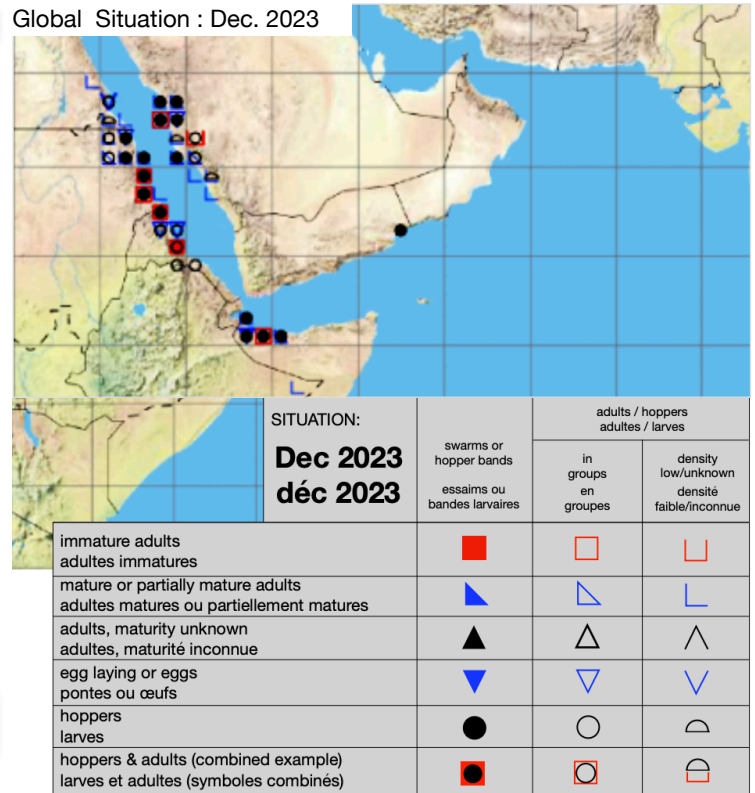 Global Situation : Dec. 2023
SITUATION:
Dec 2023
déc 2023
swarms or
hopper bands
essaims ou
bandes larvaires
adults / hoppers
adultes / larves
in
groups
en
groupes
density
low/unknown
densité
faible/inconnue
immature adults
adultes immatures
mature or partially mature adults
adultes matures ou partiellement matures
adults, maturity unknown
adultes, maturité inconnue
egg laying or eggs
pontes ou œufs
hoppers
larves
hoppers & adults (combined example)
larves et adultes (symboles combinés)